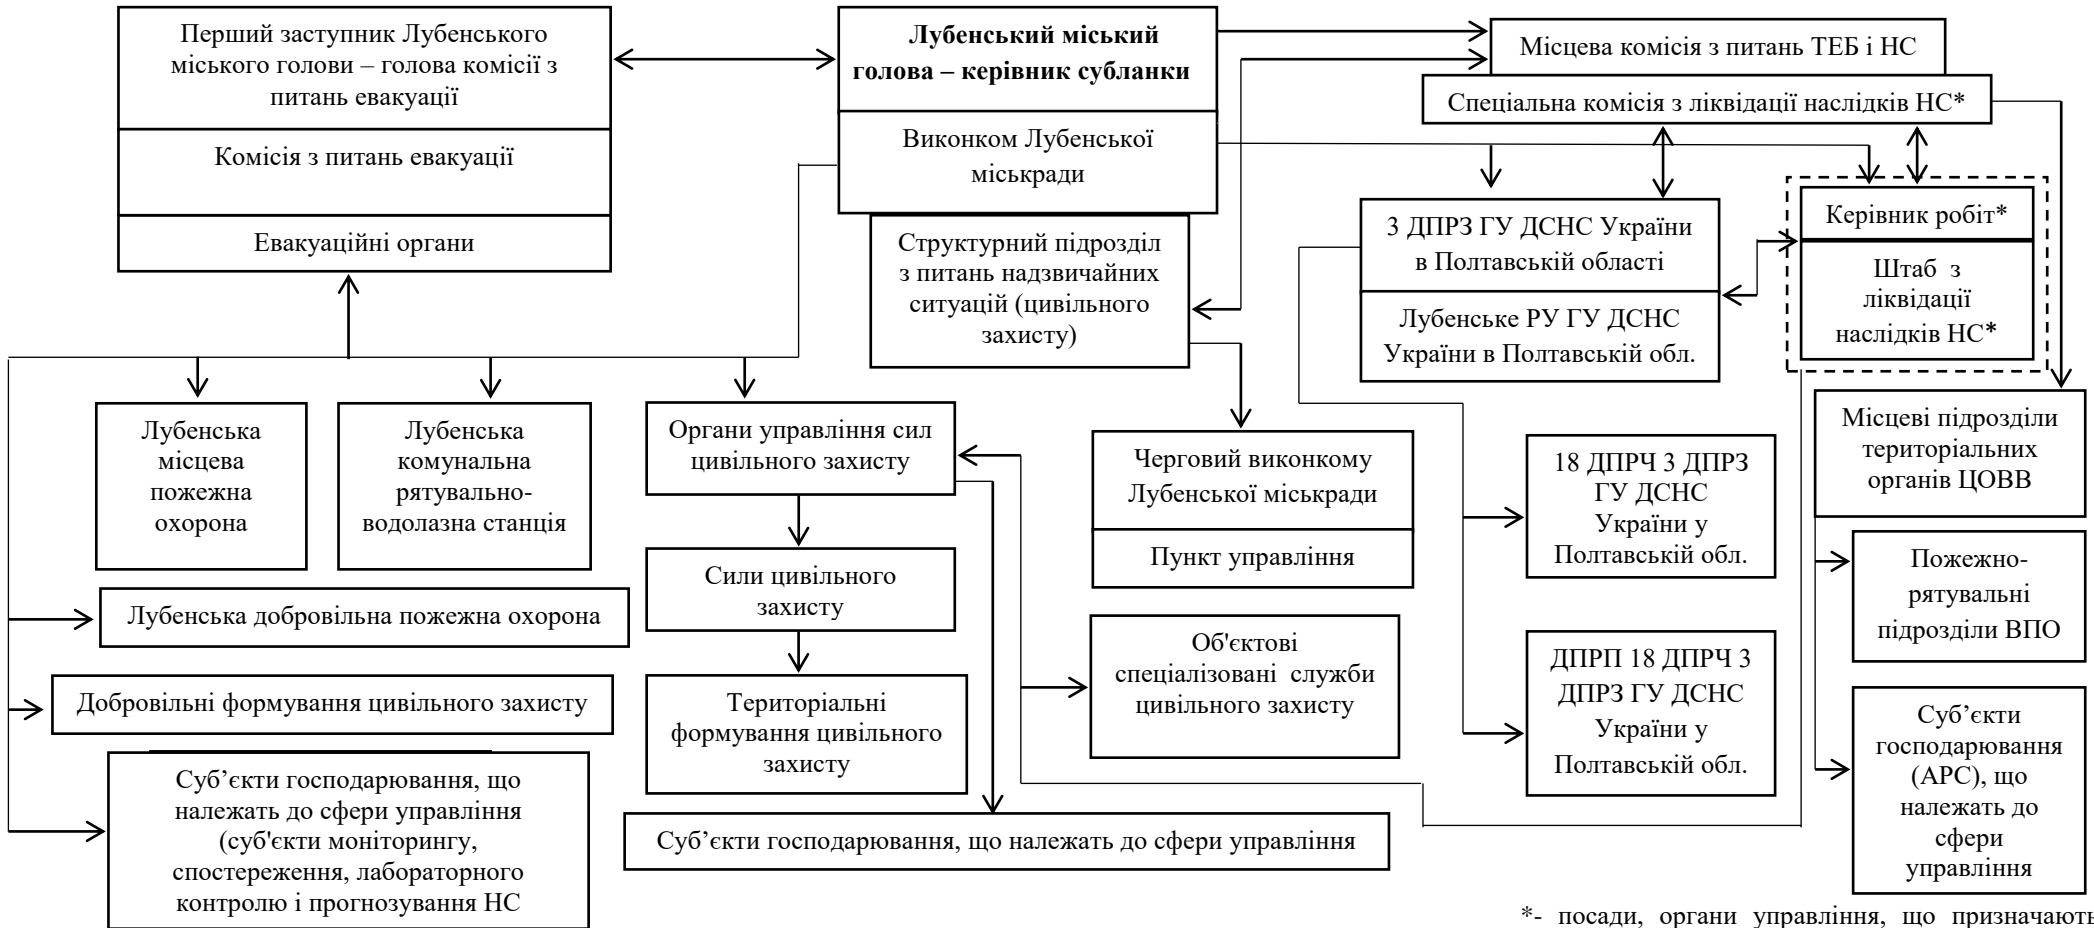 Перший заступник Лубенського
міського голови – голова комісії з
питань евакуації
Комісія з питань евакуації
Евакуаційні органи
Лубенський міський
голова – керівник субланки
Виконком Лубенської
міськради
Структурний підрозділ
з питань надзвичайних
ситуацій (цивільного
захисту)
Місцева комісія з питань ТЕБ і НС
Спеціальна комісія з ліквідації наслідків НС*
3 ДПРЗ ГУ ДСНС України
в Полтавській області
Лубенське РУ ГУ ДСНС
України в Полтавській обл.
Керівник робіт*
Штаб з
ліквідації
наслідків НС*
Лубенська
місцева
пожежна
охорона
Лубенська
комунальна
рятувально-
водолазна станція
Органи управління сил
цивільного захисту
Черговий виконкому
Лубенської міськради
Пункт управління
18 ДПРЧ 3 ДПРЗ
ГУ ДСНС
України у
Полтавській обл.
Місцеві підрозділи
територіальних
органів ЦОВВ
Сили цивільного
захисту
Пожежно-
рятувальні
підрозділи ВПО
Лубенська добровільна пожежна охорона
Об'єктові
спеціалізовані служби
цивільного захисту
ДПРП 18 ДПРЧ 3
ДПРЗ ГУ ДСНС
України у
Полтавській обл.
Добровільні формування цивільного захисту
Територіальні
формування цивільного
захисту
Суб’єкти
господарювання
(АРС), що
належать до
сфери
управління
Суб’єкти господарювання, що
належать до сфери управління
(суб'єкти моніторингу,
спостереження, лабораторного
контролю і прогнозування НС
Суб’єкти господарювання, що належать до сфери управління
*- посади, органи управління, що призначають